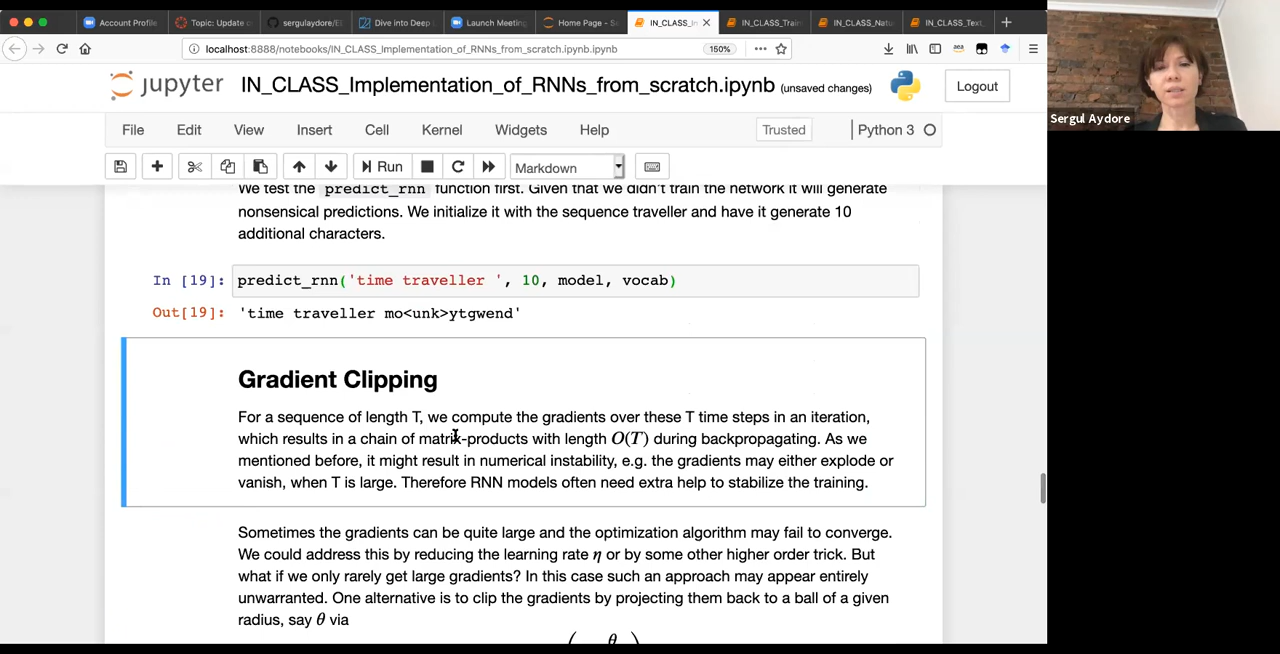 Account Profile
Topic: Update o
sergulaydore/E
Dive into Deep
Launch Meeting
Home Page - S
IN_CLASS_I
IN_CLASS_Train
IN_CLASS_Natu
IN_CLASS_Text_
localhost:8888/notebooks/IN_CLASS_Implementation_of_RNNs_from_scratch.ipynb.ipynb
150%
jupyter IN_CLASS_Implementation_of_RNNs_from_scratch.ipynb (unsaved changes)
Logout
Sergul Aydore
File Edit View Insert Cell Kernel Widgets Help
Trusted
Python 3
Run
Markdown
We test the predict_rnn function first. Given that we didn't train the network it will generate
nonsensical predictions. We initialize it with the sequence traveller and have it generate 10
additional characters.
In [19]: predict_rnn('time traveller ', 10, model, vocab)
Out[19]: 'time traveller mo<unk>ytgwend'
Gradient Clipping
For a sequence of length T, we compute the gradients over these T time steps in an iteration,
which results in a chain of matrix-products with length O(T) during backpropagating. As we
mentioned before, it might result in numerical instability, e.g. the gradients may either explode or
vanish, when T is large. Therefore RNN models often need extra help to stabilize the training.
Sometimes the gradients can be quite large and the optimization algorithm may fail to converge.
We could address this by reducing the learning rate η or by some other higher order trick. But
what if we only rarely get large gradients? In this case such an approach may appear entirely
unwarranted. One alternative is to clip the gradients by projecting them back to a ball of a given
radius, say θ via